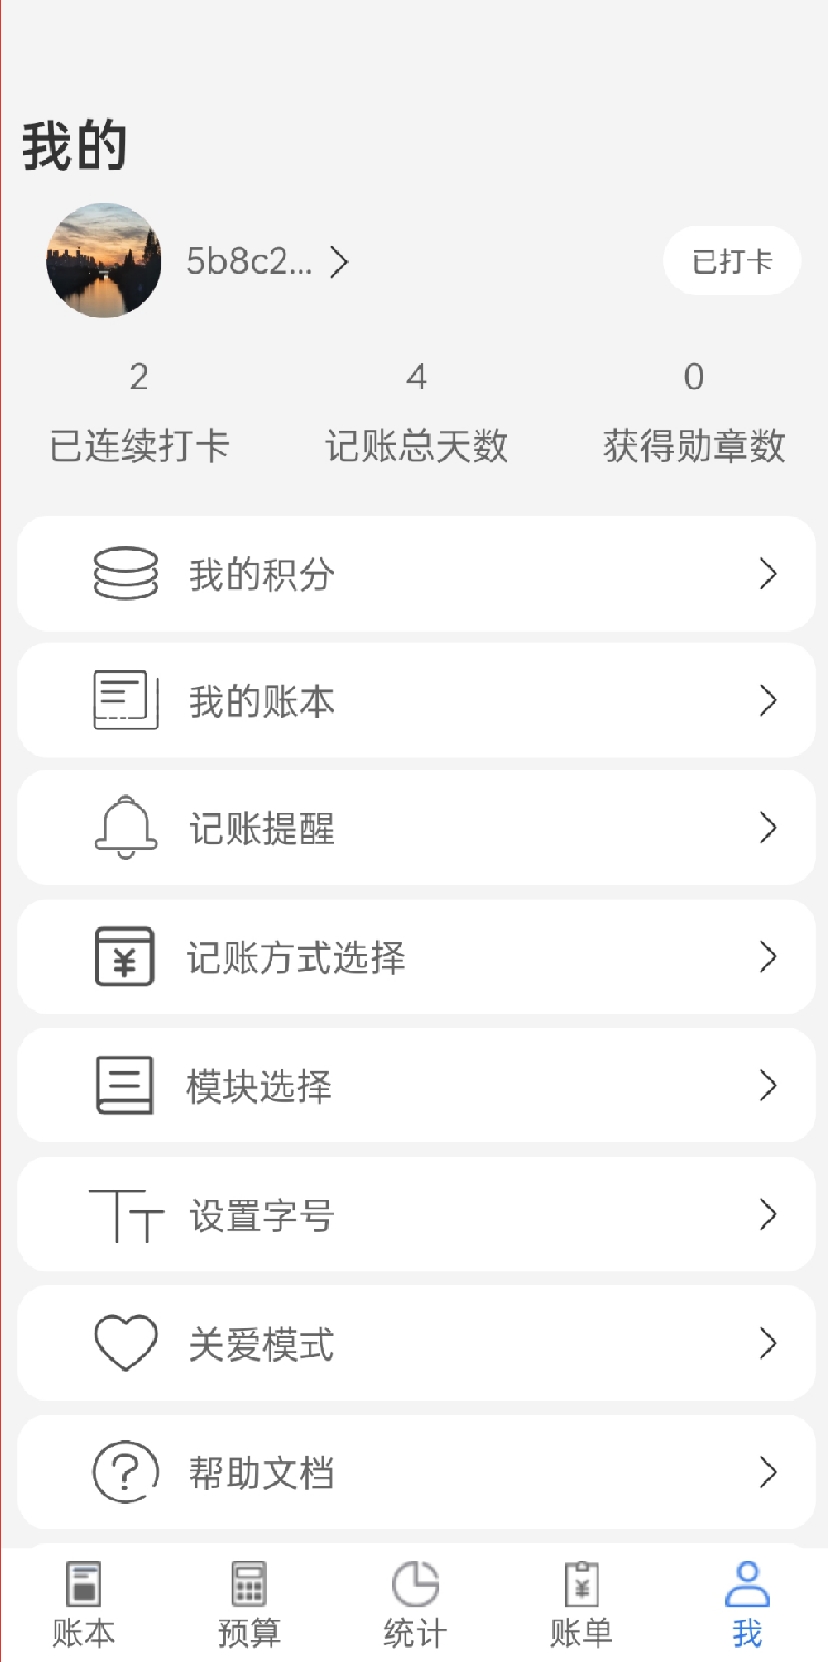 我的
5b8c2...
已打卡
2 4 0
已连续打卡 记账总天数 获得勋章数
我的积分
我的账本
记账提醒
¥
记账方式选择
模块选择
TT 设置字号
关爱模式
? 帮助文档
¥
账本 预算 统计 账单 我